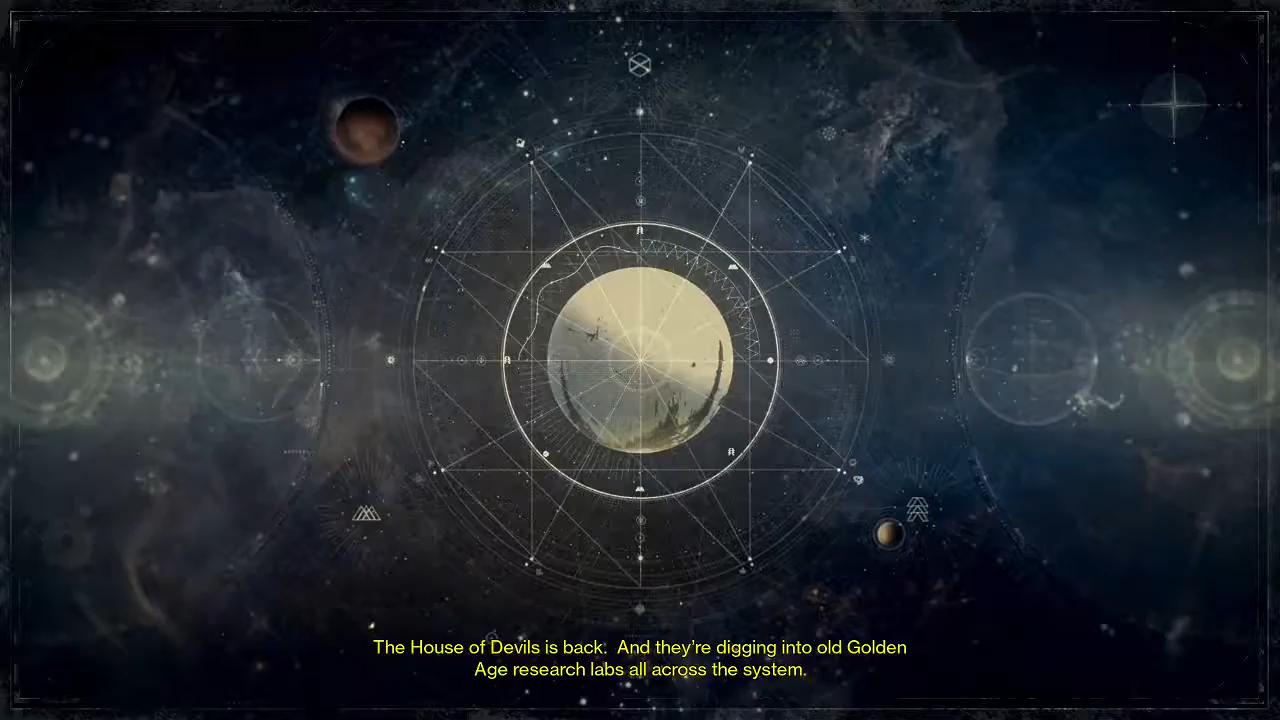 The House of Devils is back.  And they're digging into old Golden
Age research labs all across the system.